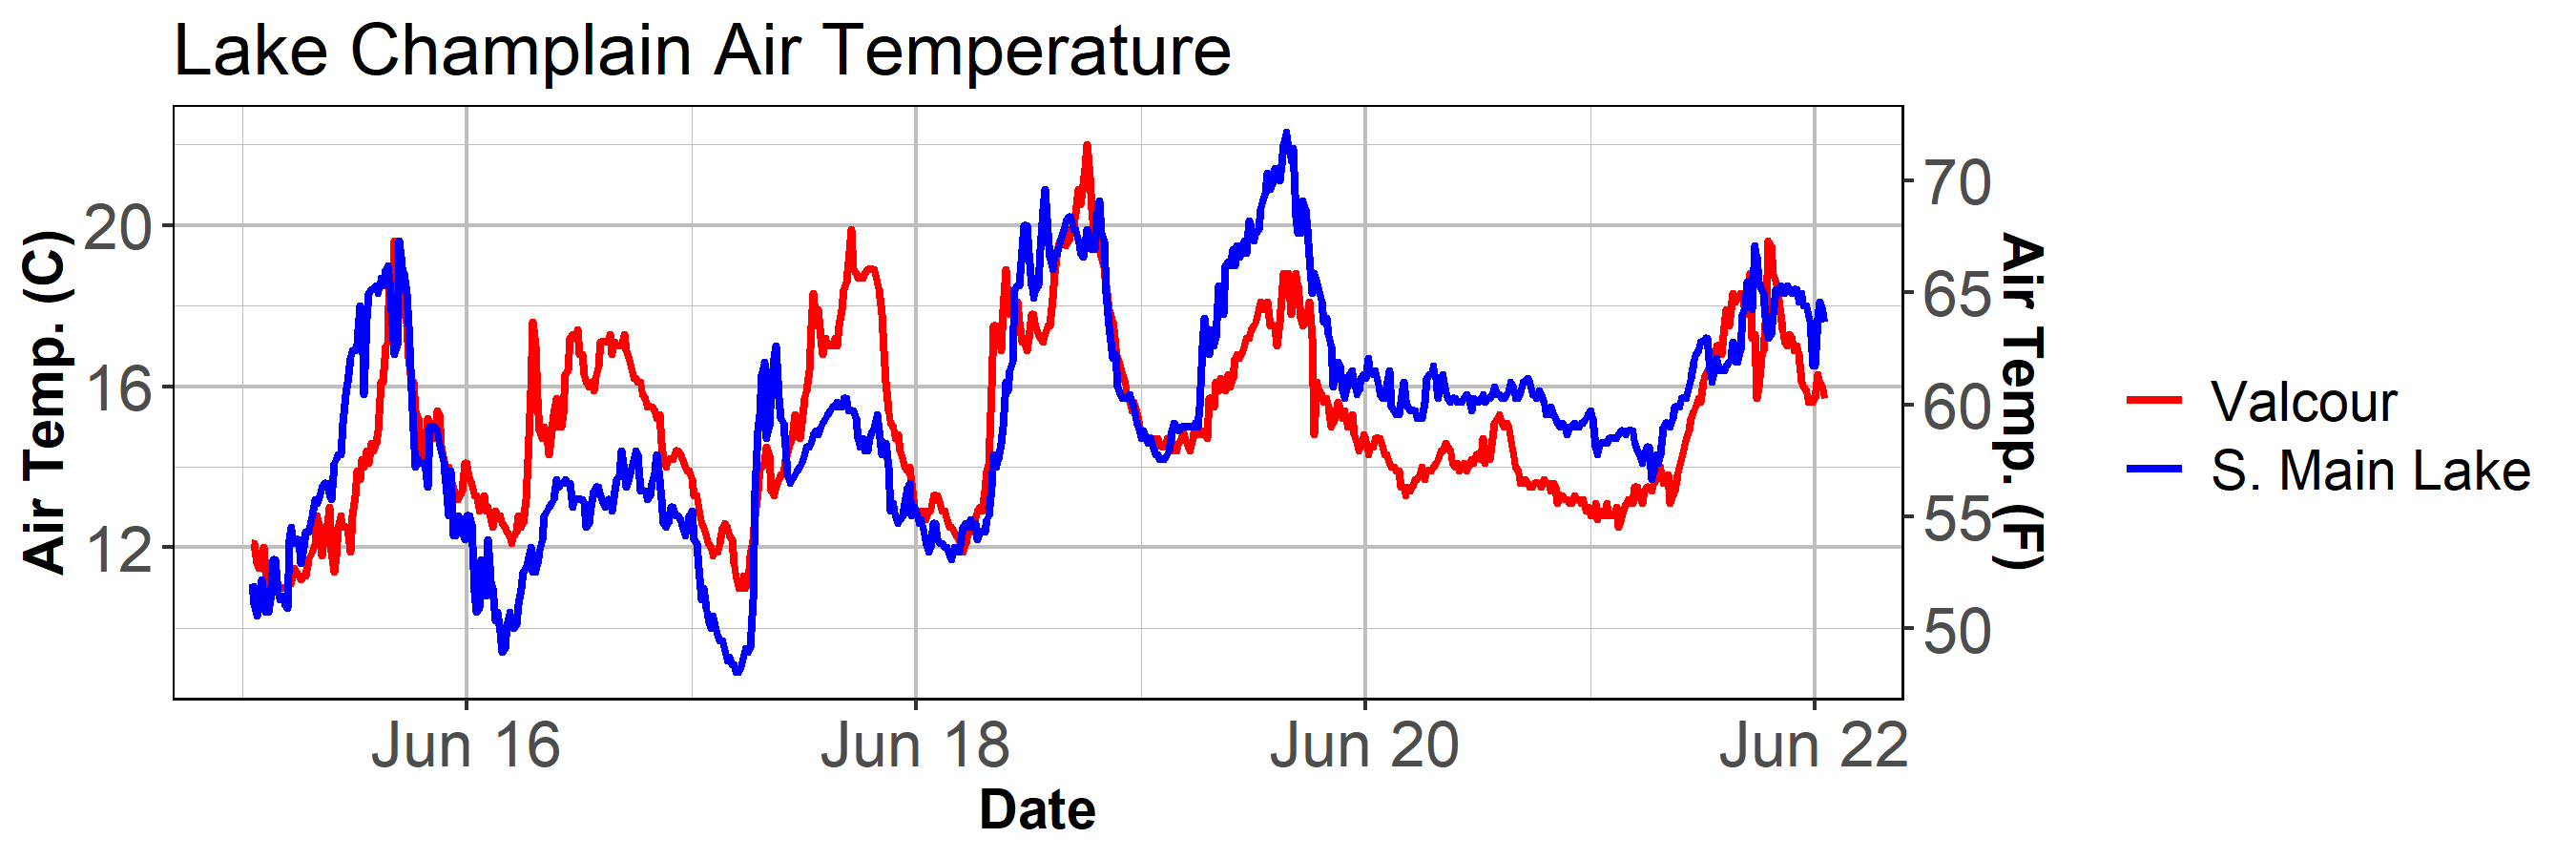 Lake Champlain Air Temperature
Air Temp. (C)
20
16
12
70
65
60
55
50
Air Temp. (F)
Jun 16
Jun 18
Jun 20
Jun 22
Date
Valcour
S. Main Lake